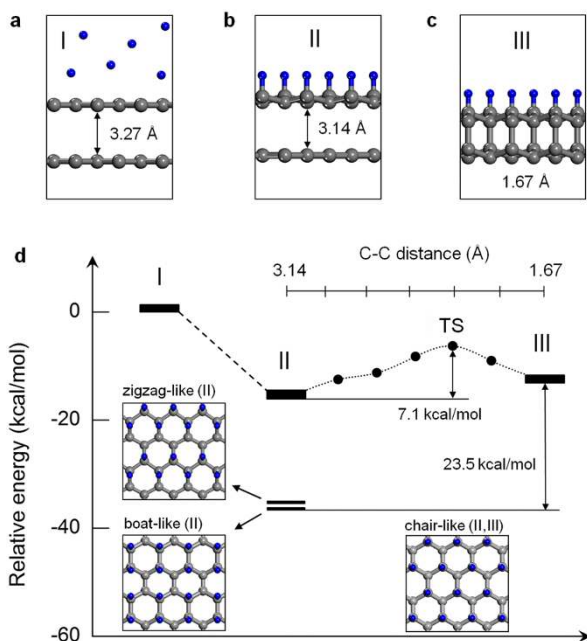 a
b
c
I
II
III
3.27 Å
3.14 Å
1.67 Å
d
C-C distance (Å)
3.14
1.67
I
TS
II
III
0
-20
-40
-60
Relative energy (kcal/mol)
7.1 kcal/mol
23.5 kcal/mol
zigzag-like (II)
boat-like (II)
chair-like (II,III)